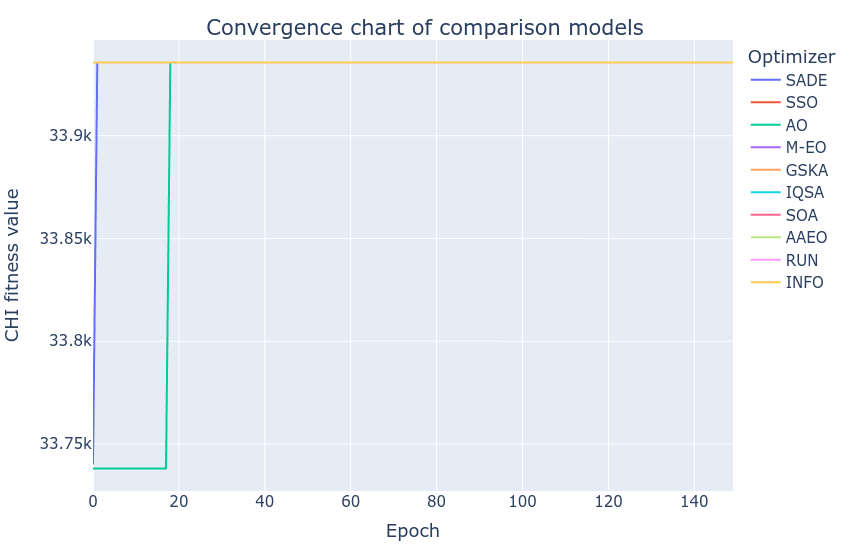 Convergence chart of comparison models
CHI fitness value
33.9k
33.85k
33.8k
33.75k
0 20 40 60 80 100 120 140
Epoch
Optimizer
SADE
SSO
AO
M-EO
GSKA
IQSA
SOA
AAEO
RUN
INFO